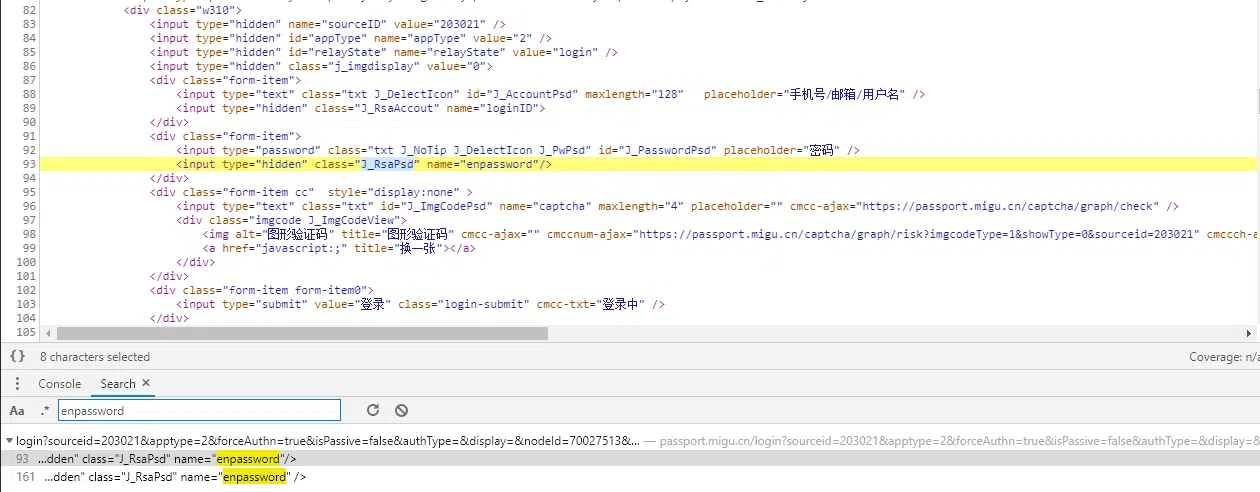 82 <div class="w310">
83 <input type="hidden" name="sourceID" value="203021" />
84 <input type="hidden" id="appType" name="appType" value="2" />
85 <input type="hidden" id="relayState" name="relayState" value="login" />
86 <input type="hidden" class="j_imgdisplay" value="0">
87 <div class="form-item">
88 <input type="text" class="txt J_DelectIcon" id="J_AccountPsd" maxlength="128" placeholder="手机号/邮箱/用户名" />
89 <input type="hidden" class="J_RsaAccout" name="loginID">
90 </div>
91 <div class="form-item">
92 <input type="password" class="txt J_NoTip J_DelectIcon J_PwPsd" id="J_PasswordPsd" placeholder="密码" />
93 <input type="hidden" class="J_RsaPsd" name="enpassword"/>
94 </div>
95 <div class="form-item cc" style="display:none" >
96 <input type="text" class="txt" id="J_ImgCodePsd" name="captcha" maxlength="4" placeholder="" cmcc-ajax="https://passport.migu.cn/captcha/graph/check" />
97 <div class="imgcode J_ImgCodeView">
98 <img alt="图形验证码" title="图形验证码" cmcc-ajax="" cmccnum-ajax="https://passport.migu.cn/captcha/graph/risk?imgcodeType=1&showType=0&sourceid=203021" cmccch-a
99 <a href="javascript:;" title="换一张"></a>
100 </div>
101 </div>
102 <div class="form-item form-item0">
103 <input type="submit" value="登录" class="login-submit" cmcc-txt="登录中" />
104 </div>
105
{} 8 characters selected Coverage: n/a
Console Search ×
Aa .* enpassword
login?sourceid=203021&apptype=2&forceAuthn=true&isPassive=false&authType=&display=&nodeId=70027513&... — passport.migu.cn/login?sourceid=203021&apptype=2&forceAuthn=true&isPassive=false&authType=&display=&
93 ...dden" class="J_RsaPsd" name="enpassword"/>
161 ...dden" class="J_RsaPsd" name="enpassword" />